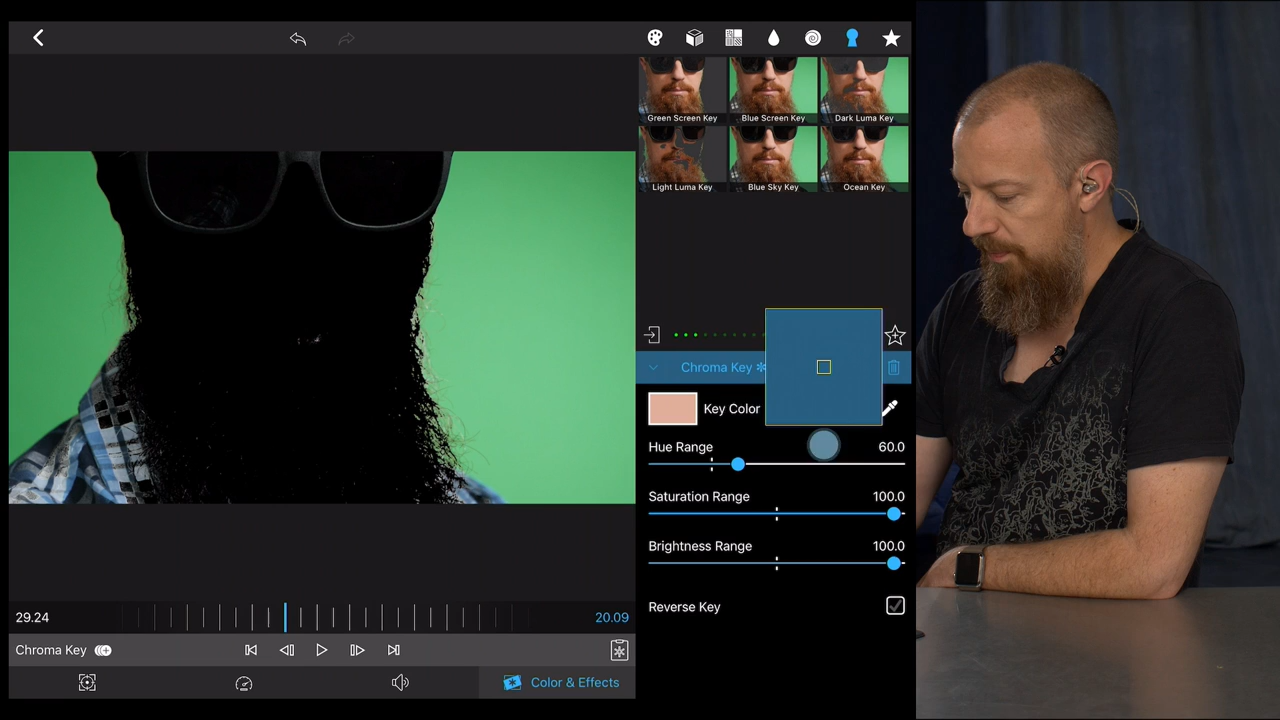 Green Screen Key
Blue Screen Key
Dark Luma Key
Light Luma Key
Blue Sky Key
Ocean Key
Chroma Key
Key Color
Hue Range 60.0
Saturation Range 100.0
Brightness Range 100.0
Reverse Key
29.24
20.09
Chroma Key
Color & Effects